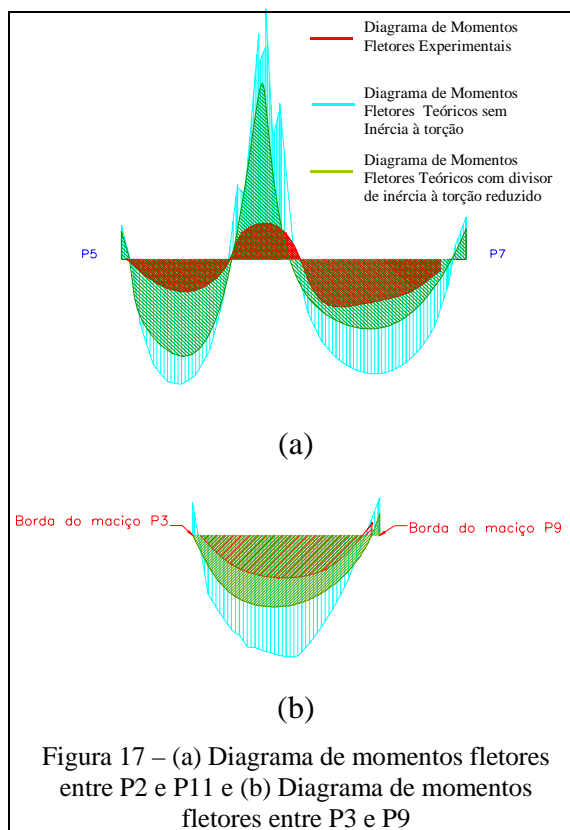 Diagrama de Momentos
Fletores Experimentais
Diagrama de Momentos
Fletores Teóricos sem
Inércia à torção
Diagrama de Momentos
Fletores Teóricos com divisor
de inércia à torção reduzido
P5
P7
(a)
Borda do maciço P3
Borda do maciço P9
(b)
Figura 17 – (a) Diagrama de momentos fletores
entre P2 e P11 e (b) Diagrama de momentos
fletores entre P3 e P9